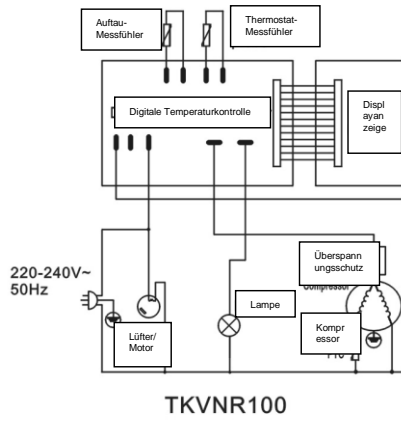 Auftau-
Messfühler
Thermostat-
Messfühler
Digitale Temperaturkontrolle
Displ
ayan
zeige
220-240V~
50Hz
Überspann
ungsschutz
Compressor
Lampe
Lüfter/
Motor
Kompr
essor
PTC
TKVNR100